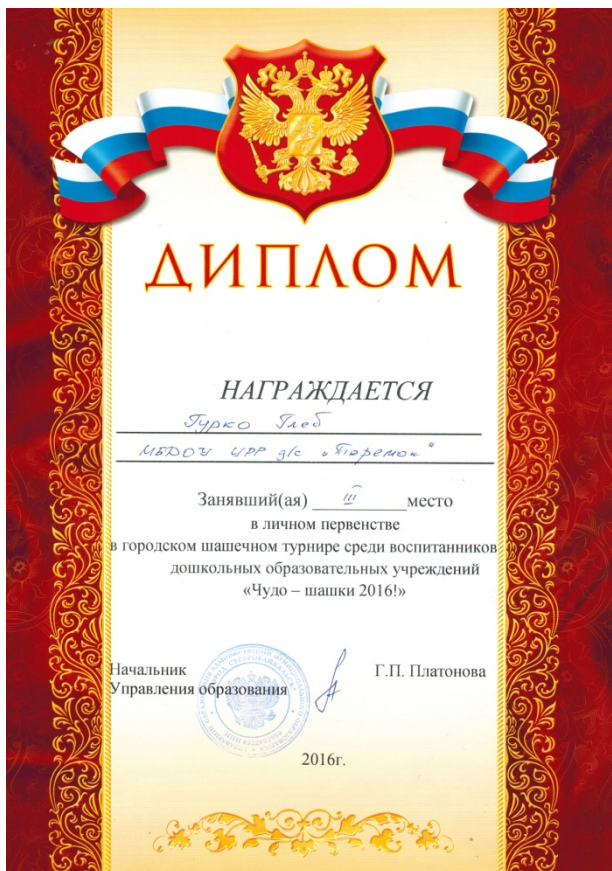 ДИПЛОМ
НАГРАЖДАЕТСЯ
Гурко Глеб
МБДОУ ЦРР д/с „Теремок“
Занявший(ая) III место
в личном первенстве
в городском шашечном турнире среди воспитанников
дошкольных образовательных учреждений
«Чудо – шашки 2016!»
Начальник
Управления образования
Г.П. Платонова
2016г.